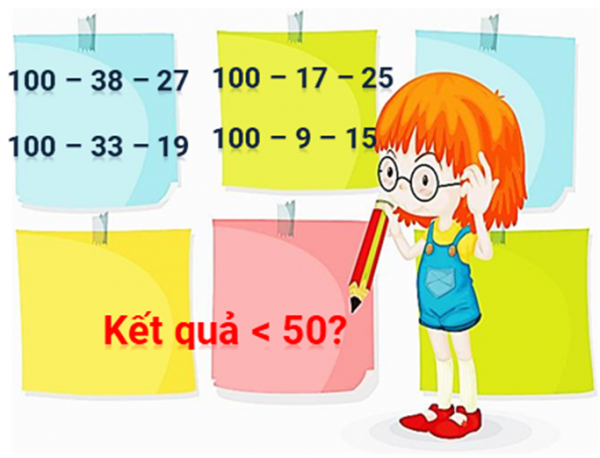 100 – 38 – 27
100 – 33 – 19
100 – 17 – 25
100 – 9 – 15
Kết quả < 50?